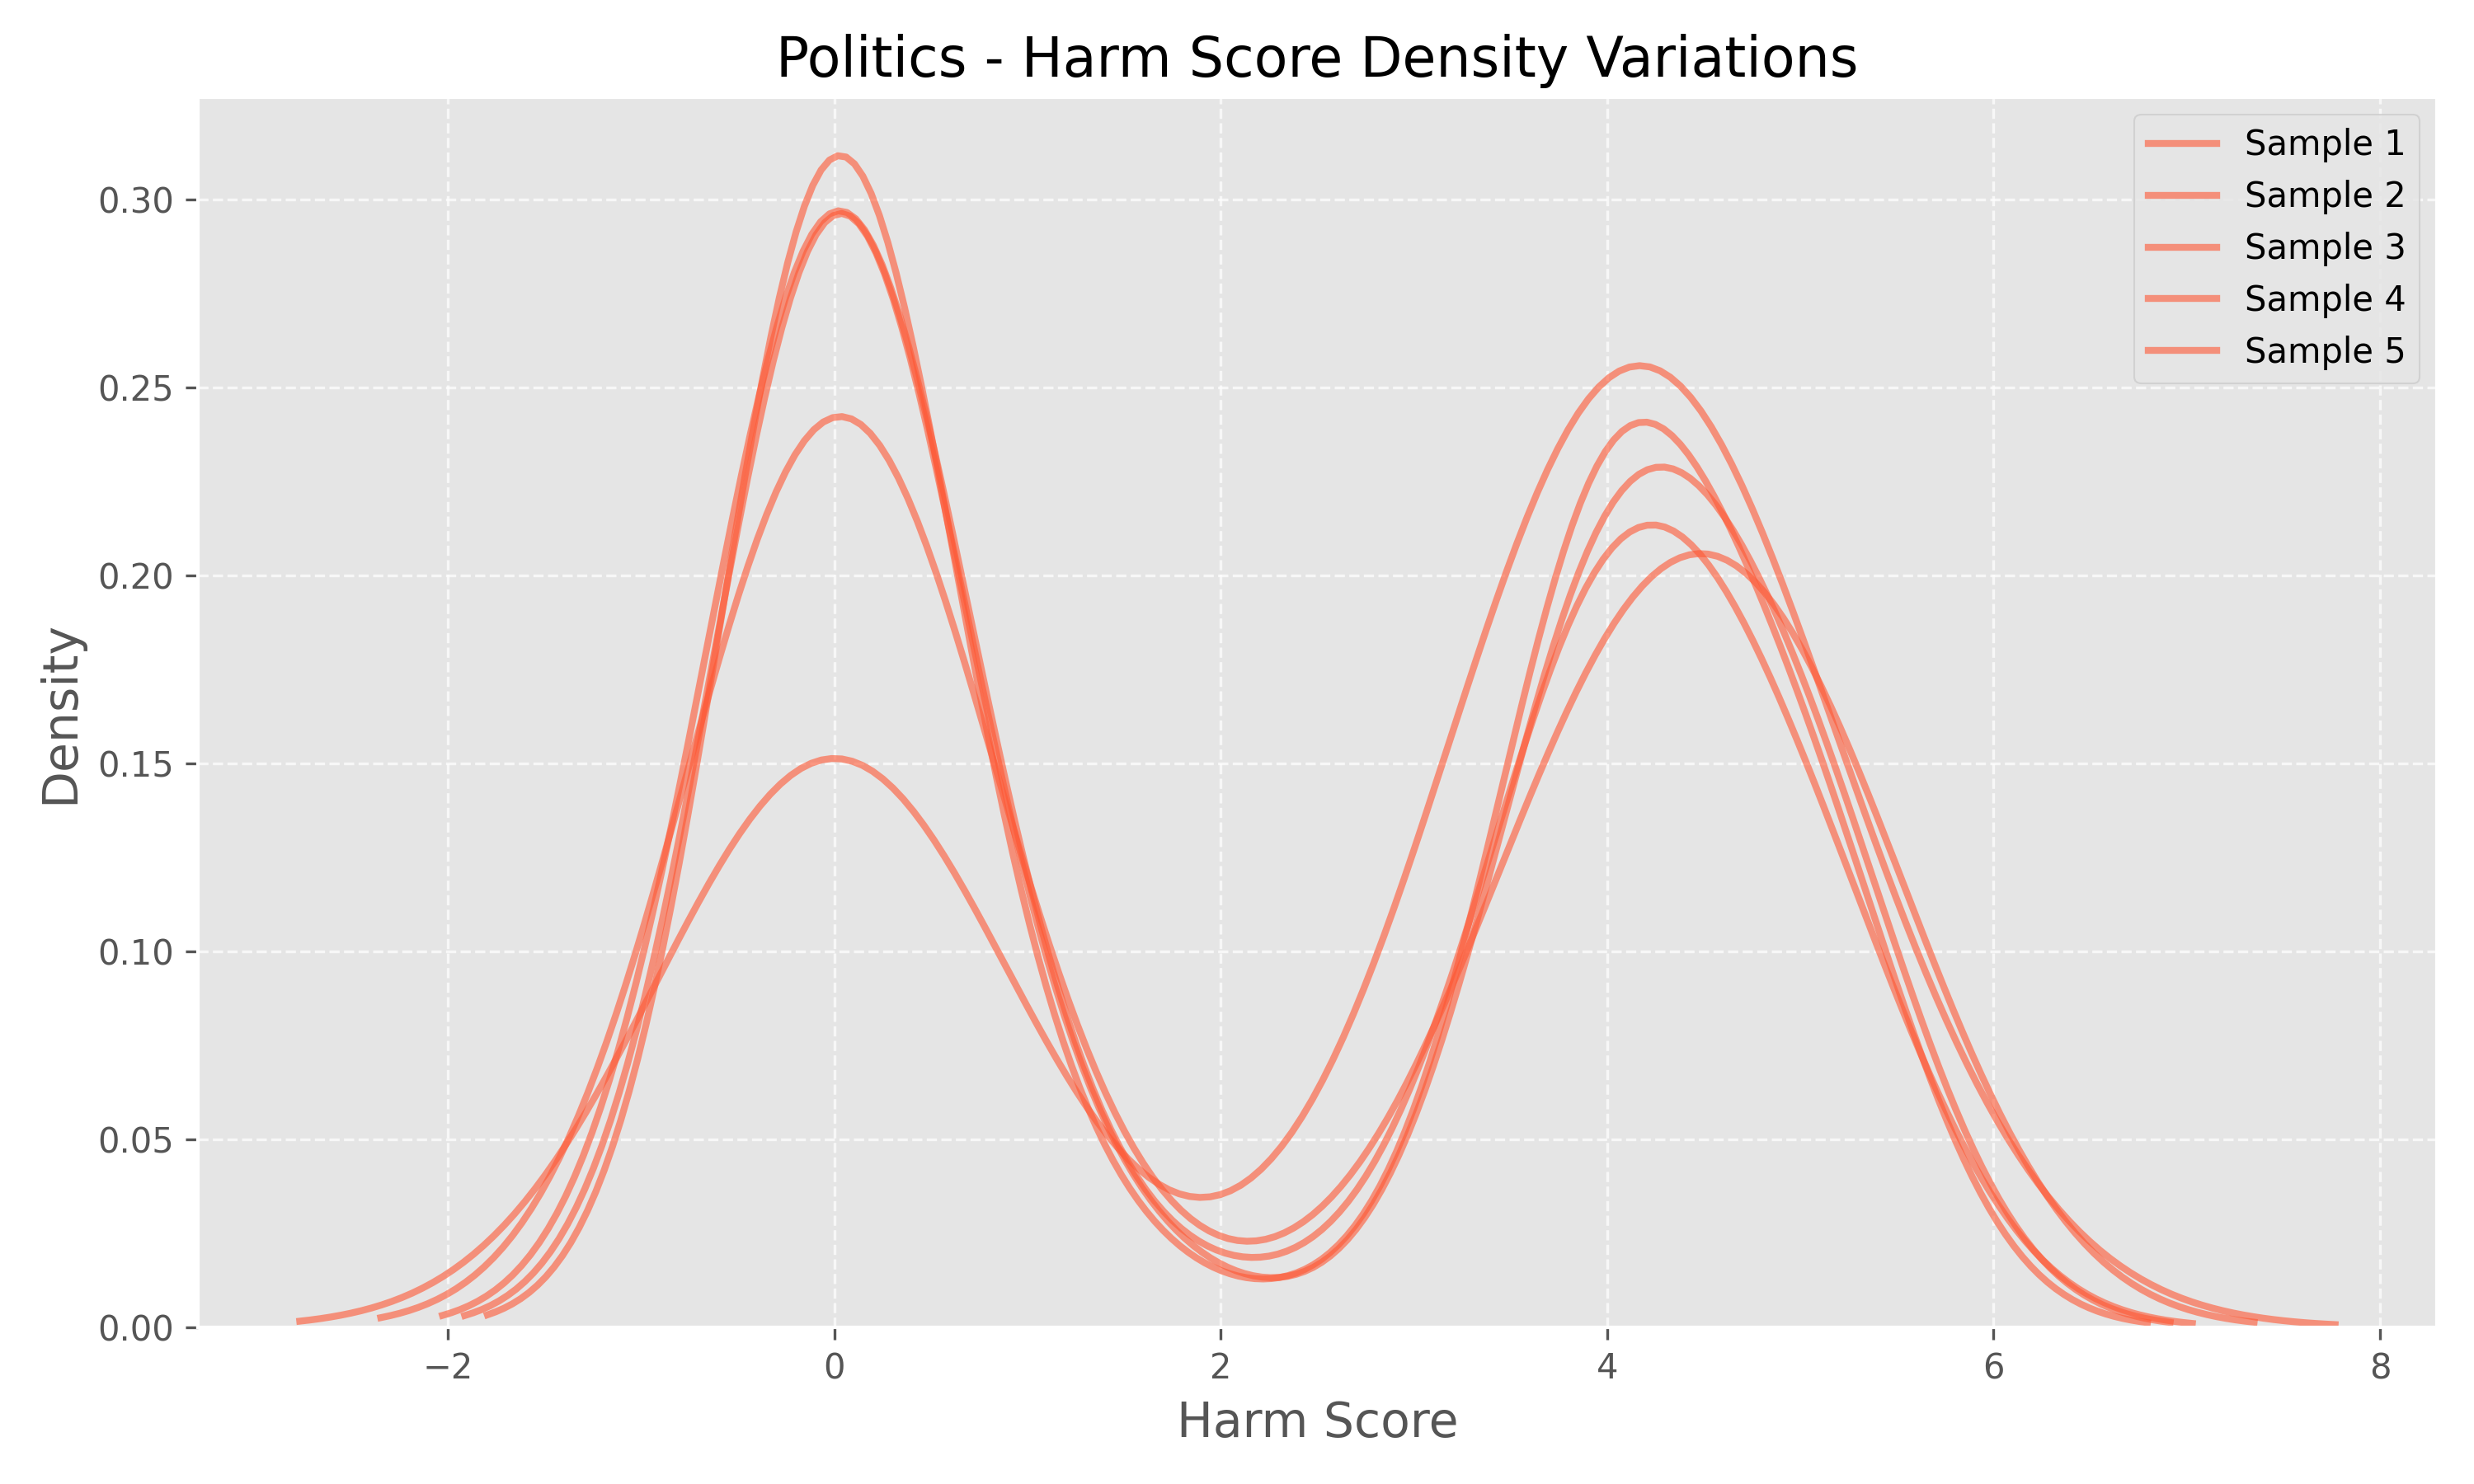 Politics - Harm Score Density Variations
Sample 1
Sample 2
Sample 3
Sample 4
Sample 5
Density
0.30
0.25
0.20
0.15
0.10
0.05
0.00
−2
0
2
4
6
8
Harm Score